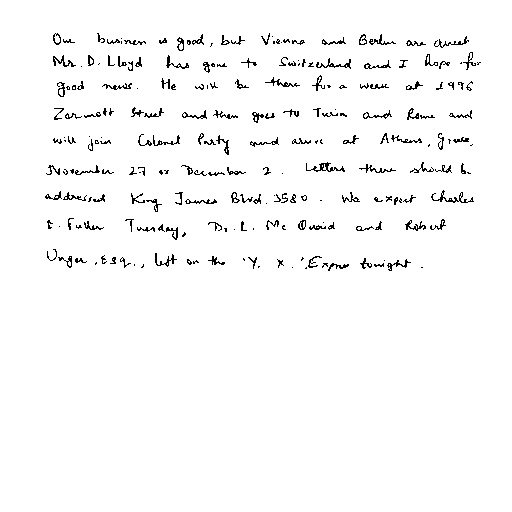 Our business is good, but Vienna and Berlin are quiet
Mr. D. Lloyd has gone to Switzerland and I hope for
good news. He will be there for a week at 1996
Zermott Street and then goes to Turin and Rome and
will join Colonel Party and arive at Athens, Greece,
November 27 or December 2. Letters there should be
addressed King James Blvd. 3580. We expect Charles
E. Fuller Tuesday, Dr. L. Mc Quaid and Robert
Unger, Esq., left on the 'Y. X.' Express tonight.